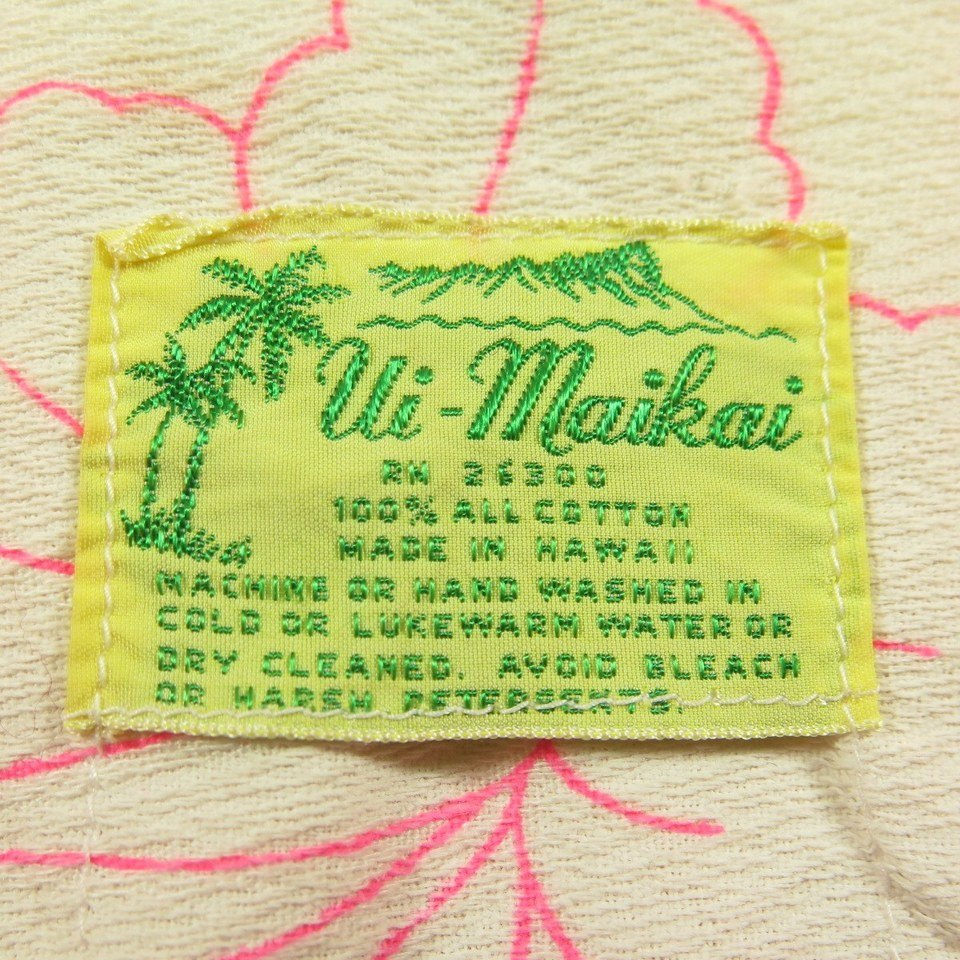 Ui-Maikai
RN 26300
100% ALL COTTON
MADE IN HAWAII
MACHINE OR HAND WASHED IN
COLD OR LUKEWARM WATER OR
DRY CLEANED. AVOID BLEACH
OR HARSH DETERGENTS.